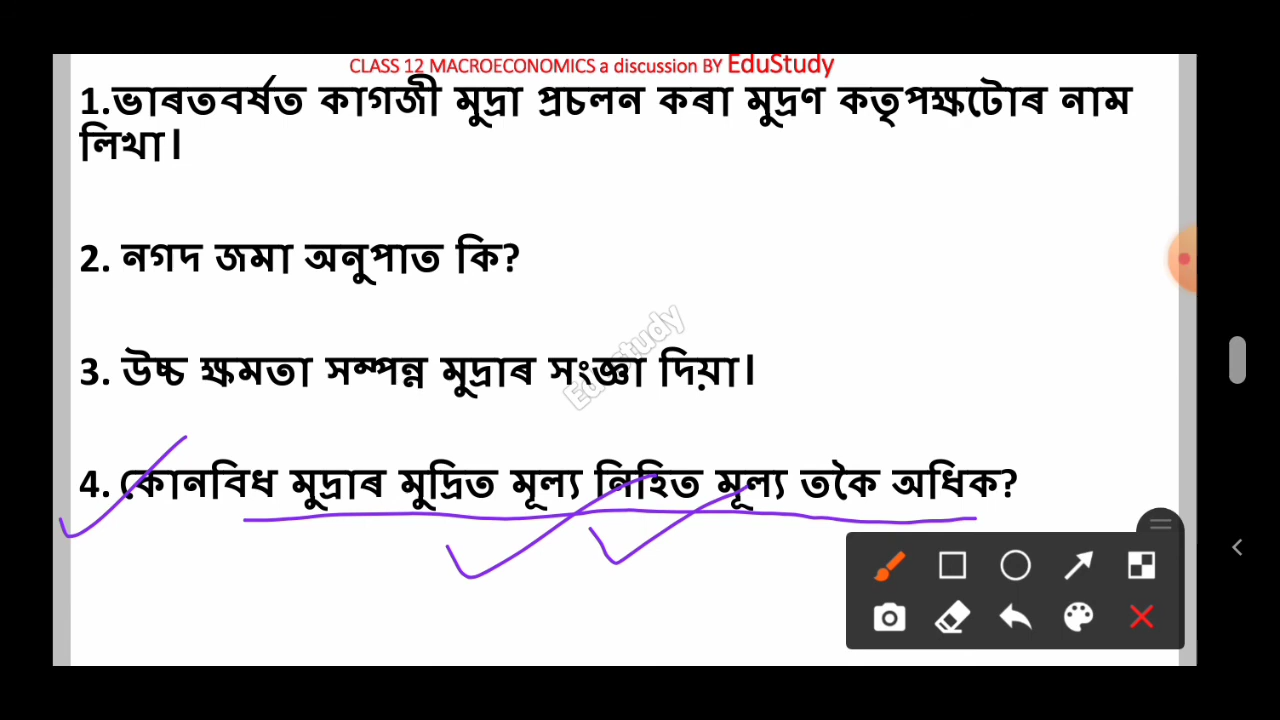 CLASS 12 MACROECONOMICS a discussion BY EduStudy
1.ভাৰতবৰ্ষত কাগজী মুদ্ৰা প্ৰচলন কৰা মুদ্ৰণ কতৃপক্ষটোৰ নাম
লিখা।
2. নগদ জমা অনুপাত কি?
3. উচ্চ ক্ষমতা সম্পন্ন মুদ্ৰাৰ সংজ্ঞা দিয়া।
EduStudy
4. কোনবিধ মুদ্ৰাৰ মুদ্ৰিত মূল্য নিহিত মূল্য তকৈ অধিক?